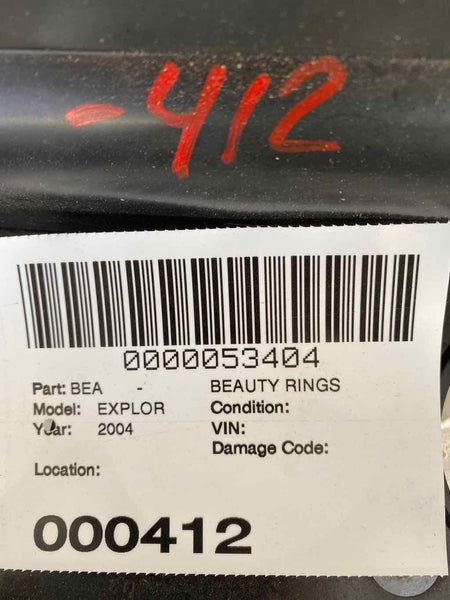 -412
0000053404
Part: BEA - BEAUTY RINGS
Model: EXPLOR Condition:
Year: 2004 VIN:
Damage Code:
Location:
000412